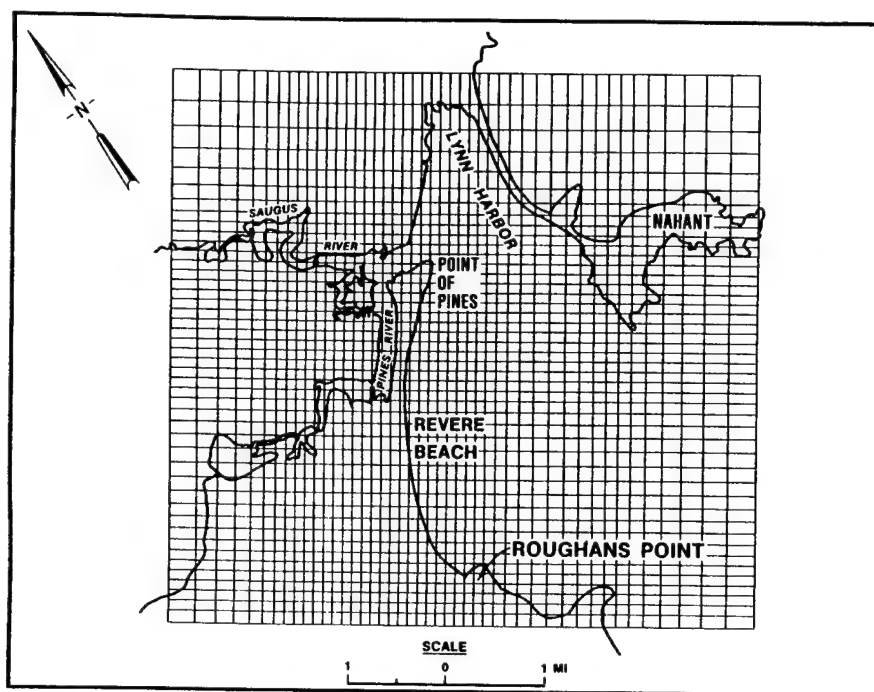 N
SAUGUS
RIVER
LYNN HARBOR
NAHANT
POINT
OF
PINES
PINES RIVER
REVERE
BEACH
ROUGHANS POINT
SCALE
1 0 1 MI